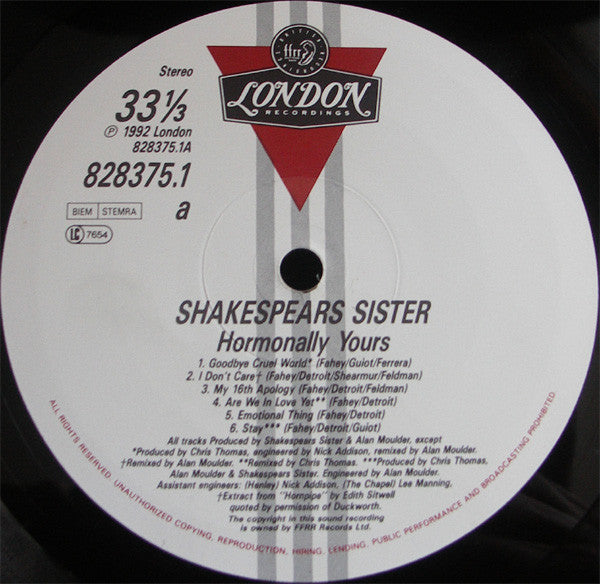 BRITISH RECORDINGS
ffrr
LONDON
RECORDINGS
Stereo
33⅓
Ⓟ 1992 London
828375.1A
828375.1
BIEM STEMRA
a
LC 7654
SHAKESPEARS SISTER
Hormonally Yours
1. Goodbye Cruel World* (Fahey/Guiot/Ferrera)
2. I Don't Care† (Fahey/Detroit/Shearmur/Feldman)
3. My 16th Apology (Fahey/Detroit/Feldman)
4. Are We In Love Yet** (Fahey/Detroit)
5. Emotional Thing (Fahey/Detroit)
6. Stay*** (Fahey/Detroit/Guiot)
All tracks Produced by Shakespears Sister & Alan Moulder, except
*Produced by Chris Thomas, engineered by Nick Addison, remixed by Alan Moulder.
†Remixed by Alan Moulder. **Remixed by Chris Thomas. ***Produced by Chris Thomas,
Alan Moulder & Shakespears Sister. Engineered by Alan Moulder.
Assistant engineers: (Henley) Nick Addison, (The Chapel) Lee Manning.
†Extract from "Hornpipe" by Edith Sitwell
quoted by permission of Duckworth.
The copyright in this sound recording
is owned by FFRR Records Ltd.
ALL RIGHTS RESERVED. UNAUTHORIZED COPYING, REPRODUCTION, HIRING, LENDING, PUBLIC PERFORMANCE AND BROADCASTING PROHIBITED.